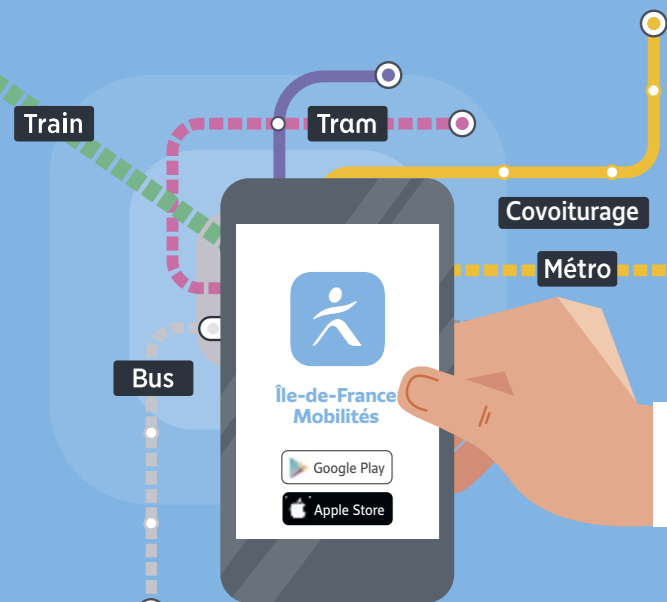 Train
Tram
Covoiturage
Métro
Bus
Île-de-France
Mobilités
Google Play
Apple Store